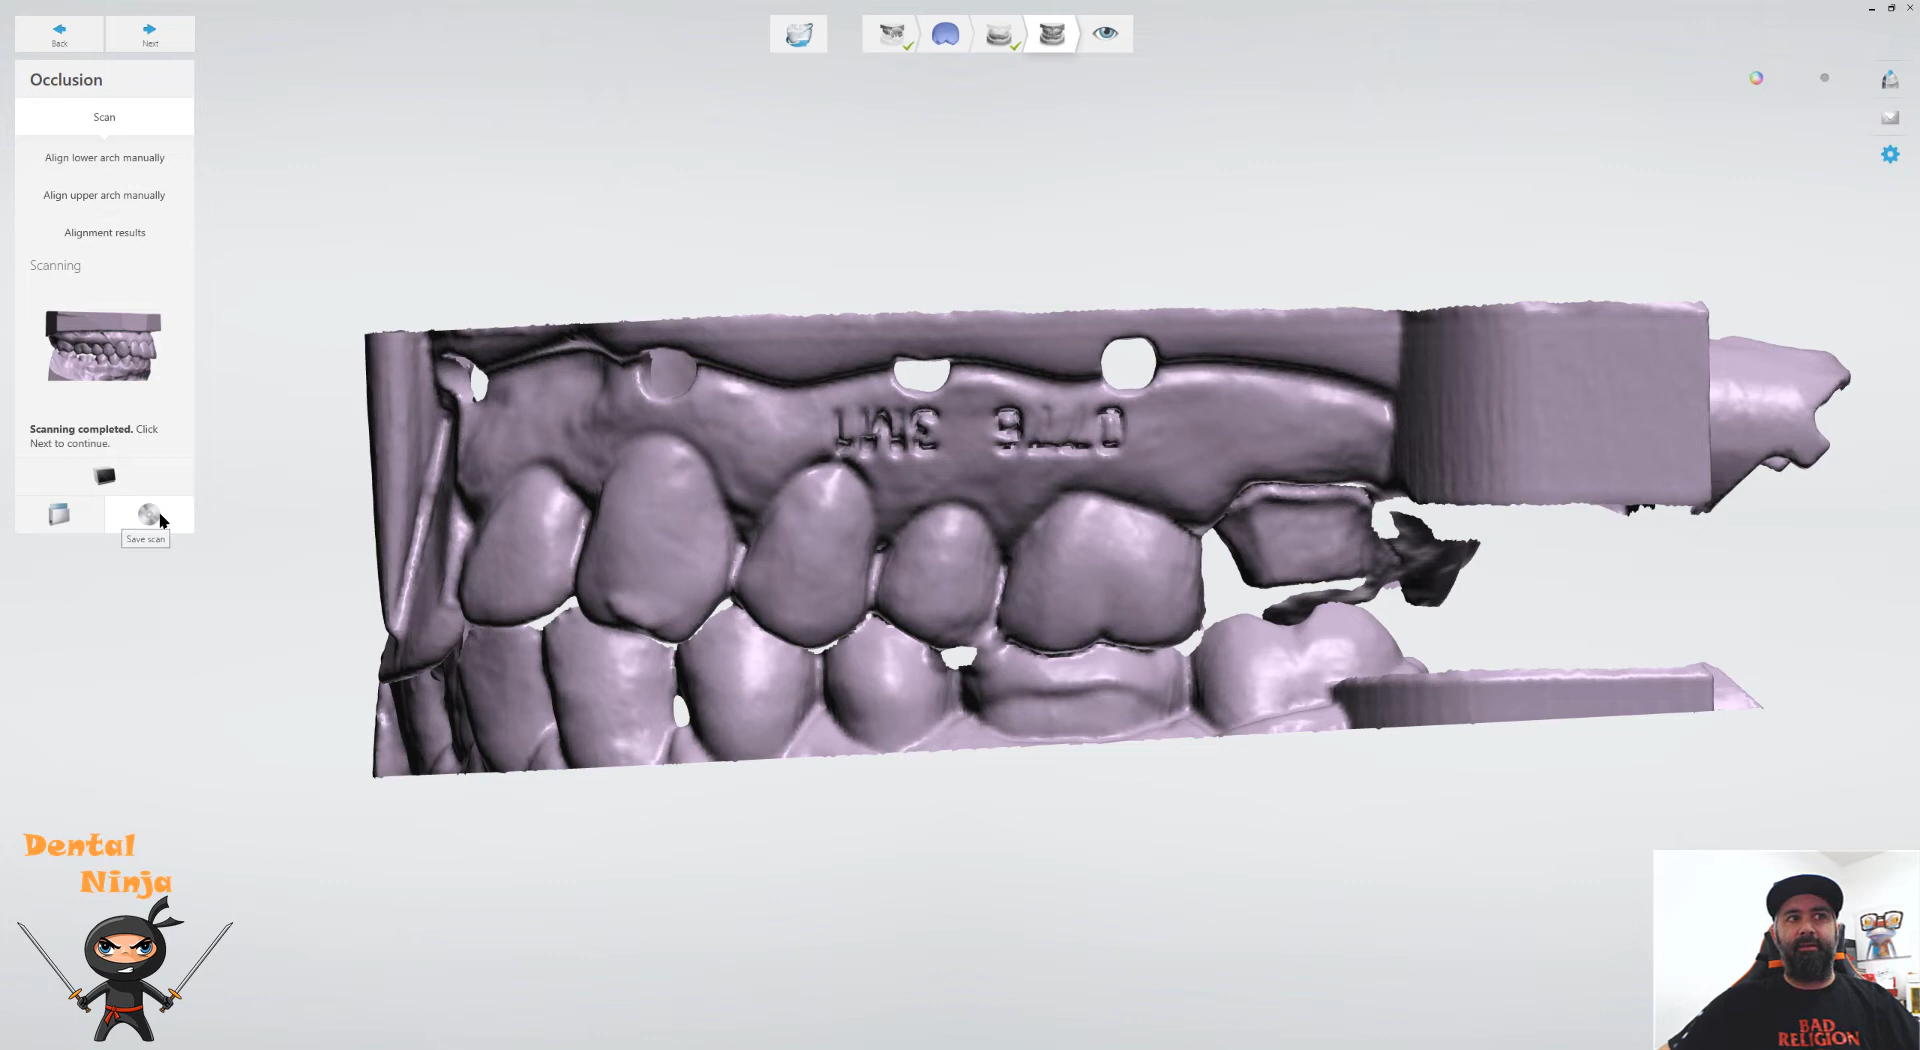 Back
Next
Occlusion
Scan
Align lower arch manually
Align upper arch manually
Alignment results
Scanning
Scanning completed. Click
Next to continue.
Save scan
Dental
Ninja
BAD
RELIGION